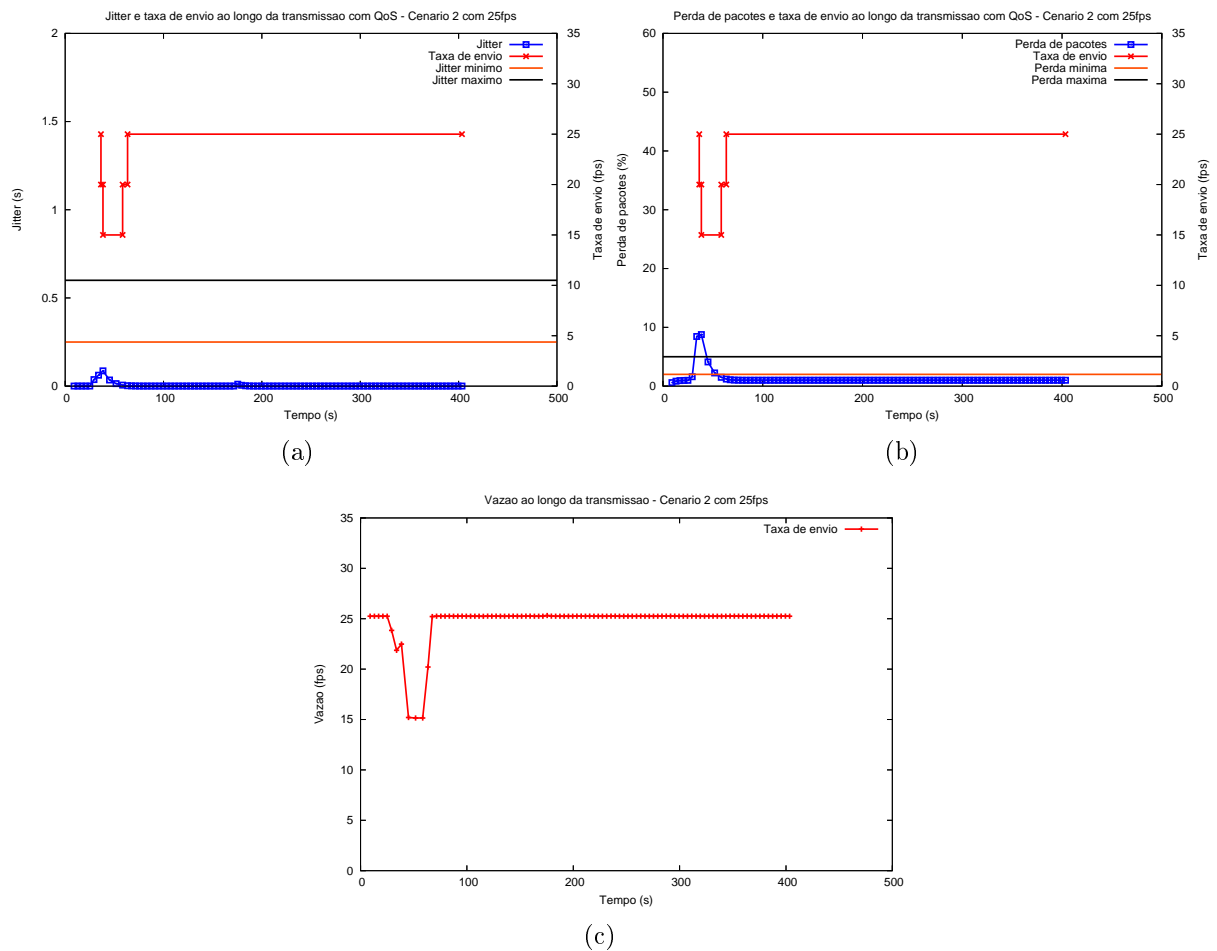 Jitter e taxa de envio ao longo da transmissao com QoS - Cenario 2 com 25fps
2
1.5
1
0.5
0
Jitter (s)
Jitter
Taxa de envio
Jitter minimo
Jitter maximo
35
30
25
20
15
10
5
0
Taxa de envio (fps)
0 100 200 300 400 500
Tempo (s)
(a)
Perda de pacotes e taxa de envio ao longo da transmissao com QoS - Cenario 2 com 25fps
60
50
40
30
20
10
0
Perda de pacotes (%)
Perda de pacotes
Taxa de envio
Perda minima
Perda maxima
35
30
25
20
15
10
5
0
Taxa de envio (fps)
0 100 200 300 400 500
Tempo (s)
(b)
Vazao ao longo da transmissao - Cenario 2 com 25fps
35
30
25
20
15
10
5
0
Vazao (fps)
Taxa de envio
0 100 200 300 400 500
Tempo (s)
(c)